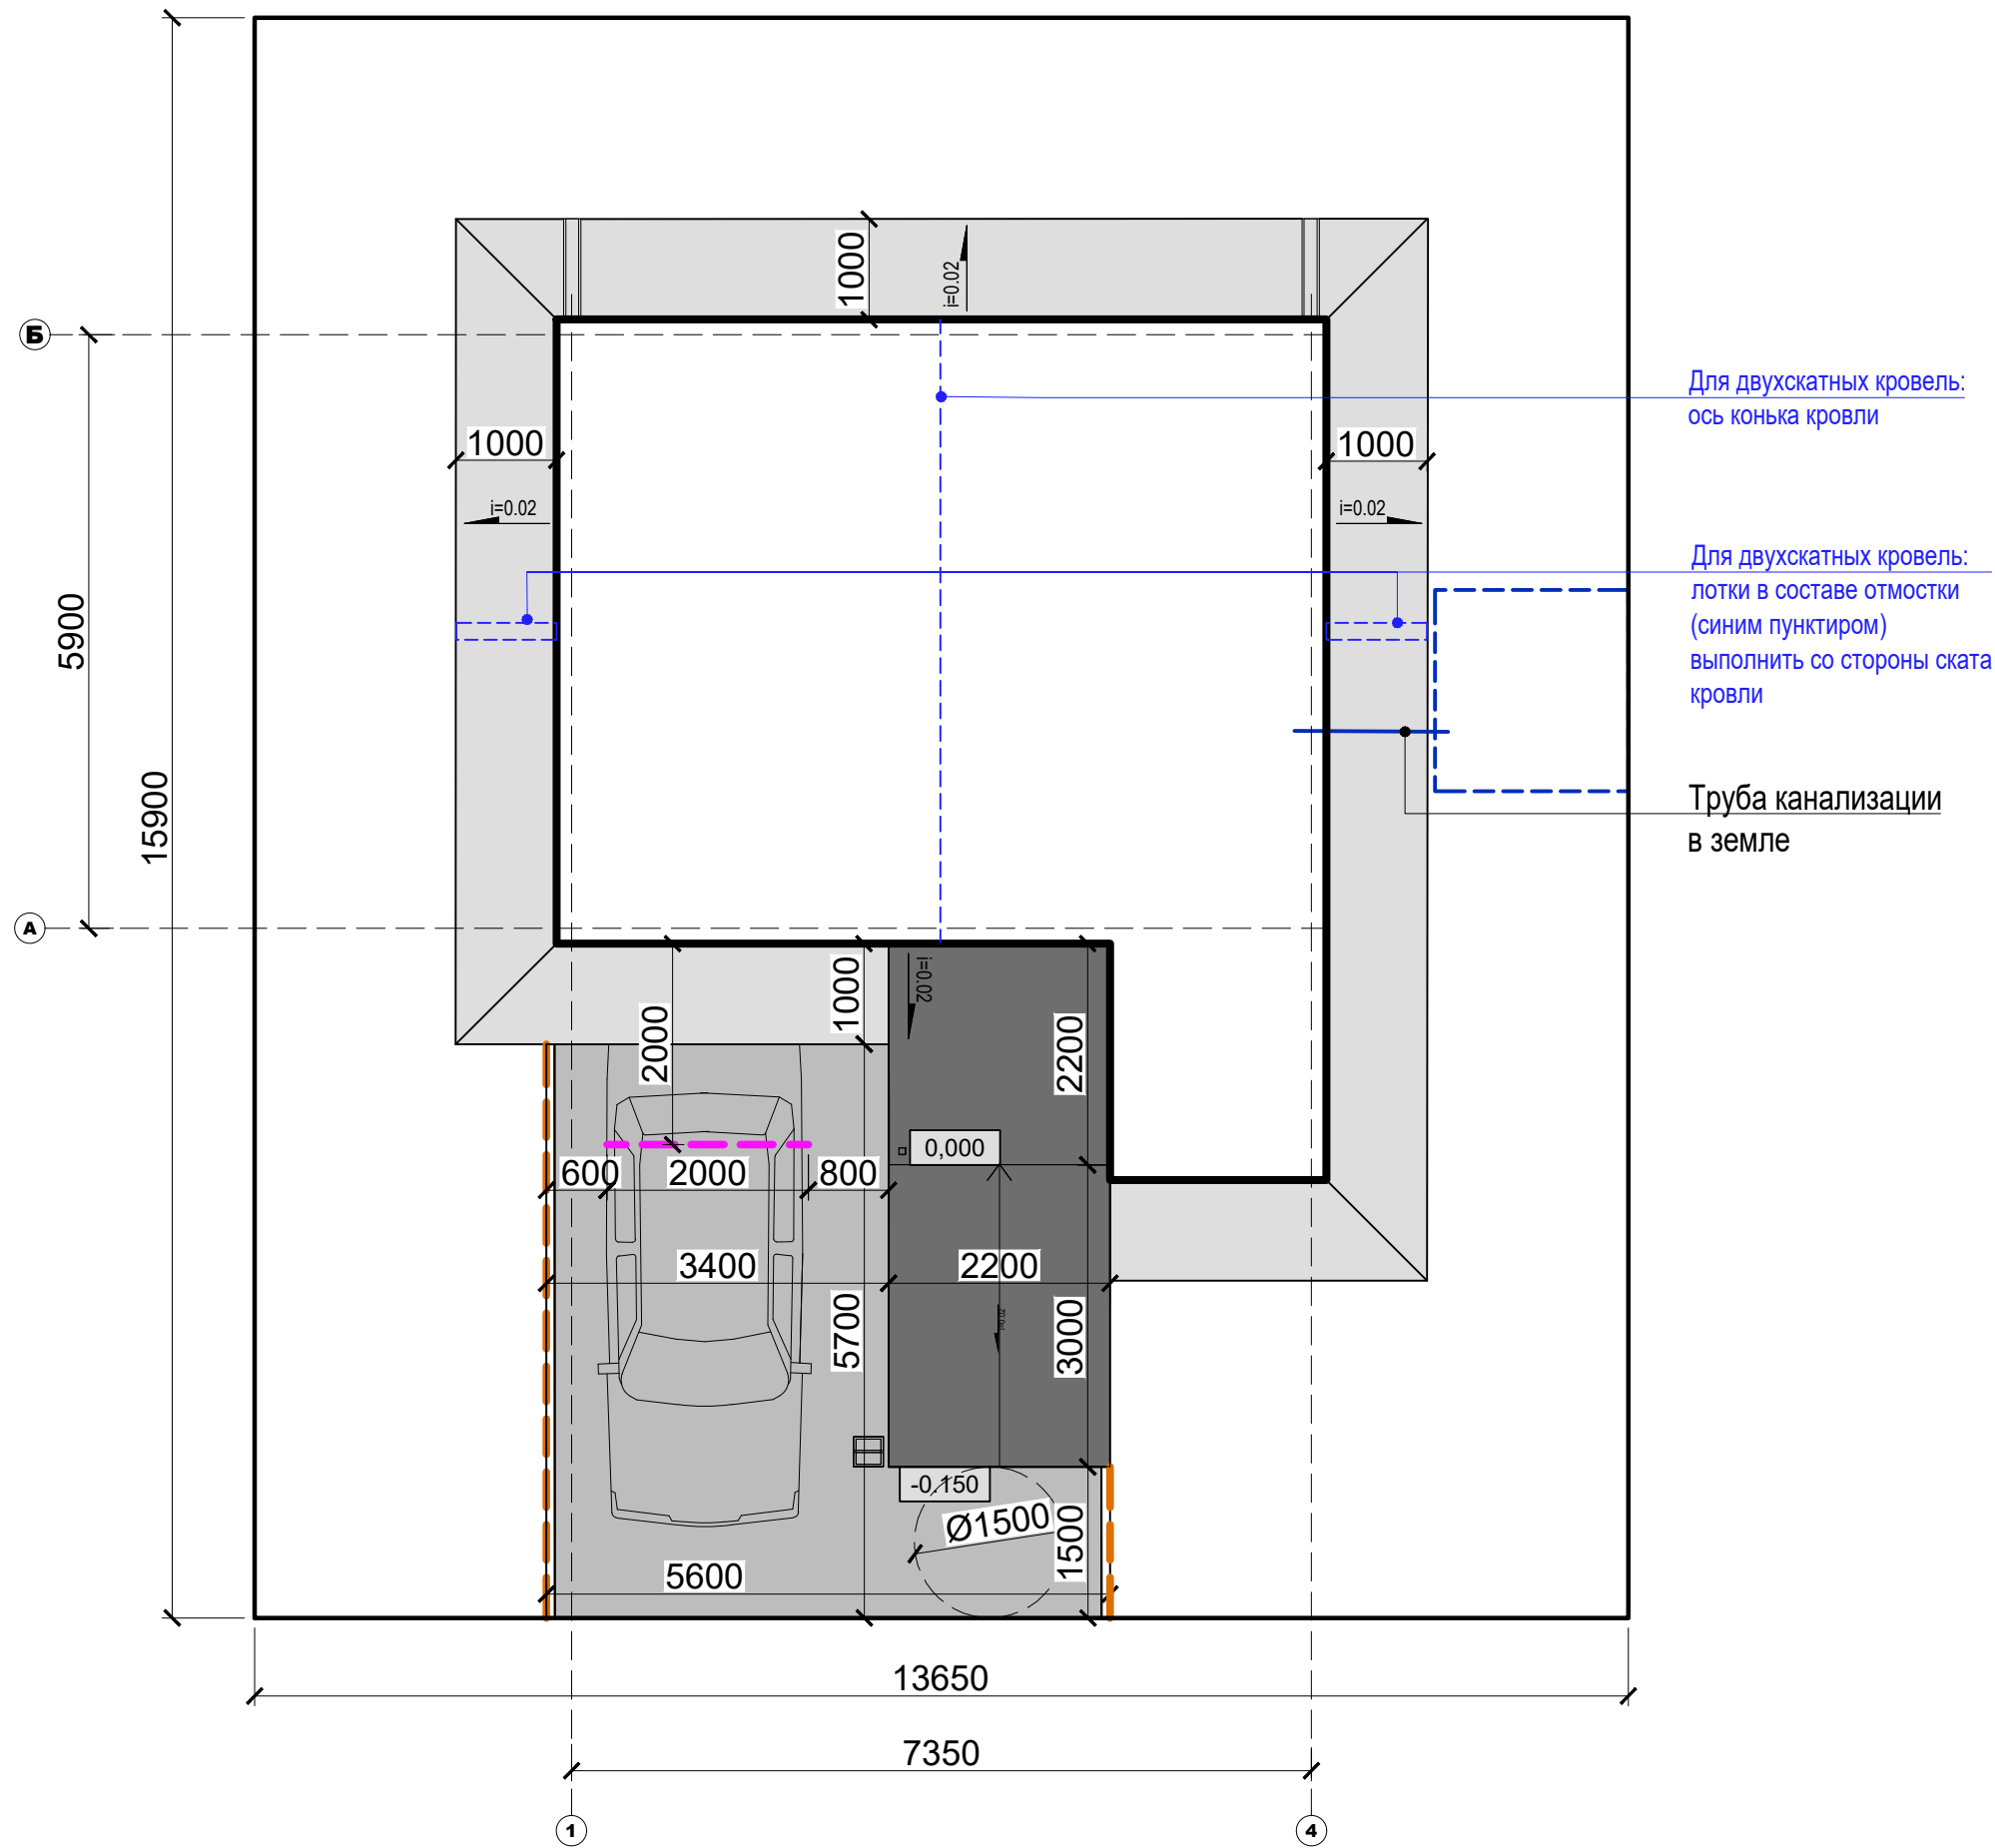 1000
i=0.02
Б
Для двухскатных кровель:
ось конька кровли
1000
1000
i=0.02
i=0.02
Для двухскатных кровель:
лотки в составе отмостки
(синим пунктиром)
выполнить со стороны ската
кровли
5900
15900
Труба канализации
в земле
А
1000
i=0.02
2000
2200
0,000
600
2000
800
3400
2200
i=0.02
5700
3000
-0.150
Ø1500
1500
5600
13650
7350
1
4